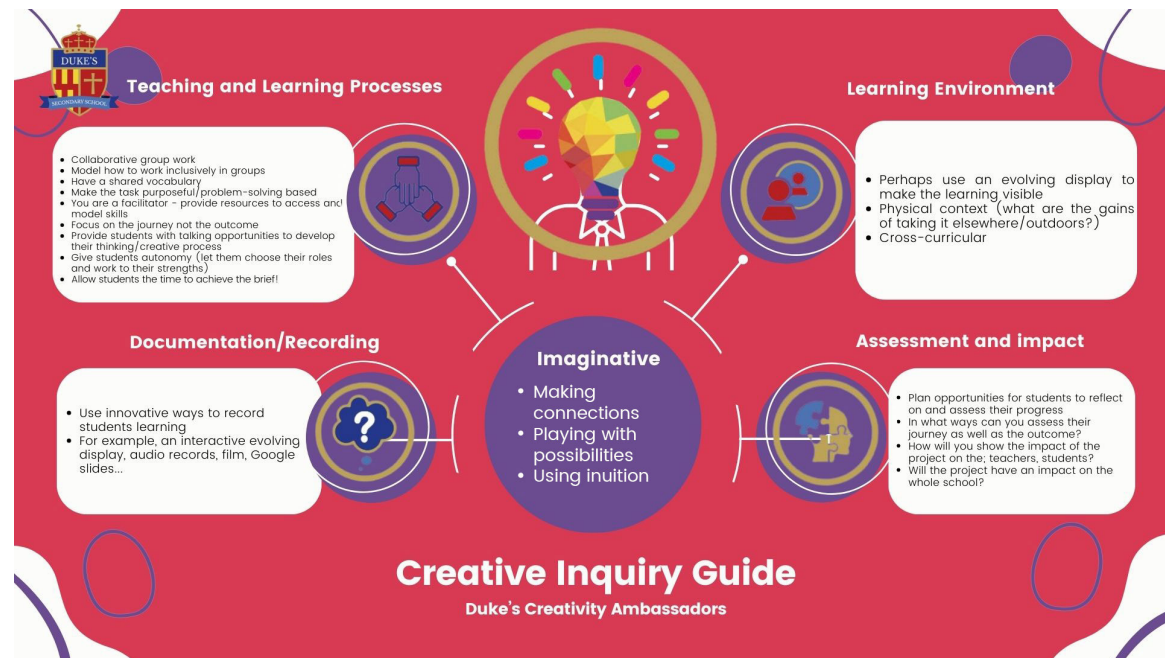 DUKE'S
SECONDARY SCHOOL
Teaching and Learning Processes
• Collaborative group work
• Model how to work inclusively in groups
• Have a shared vocabulary
• Make the task purposeful/problem-solving based
• You are a facilitator - provide resources to access and
model skills
• Focus on the journey not the outcome
• Provide students with talking opportunities to develop
their thinking/creative process
• Give students autonomy (let them choose their roles
and work to their strengths)
• Allow students the time to achieve the brief!
Learning Environment
• Perhaps use an evolving display to
make the learning visible
• Physical context (what are the gains
of taking it elsewhere/outdoors?)
• Cross-curricular
Documentation/Recording
• Use innovative ways to record
students learning
• For example, an interactive evolving
display, audio records, film, Google
slides...
?
Imaginative
• Making
connections
• Playing with
possibilities
• Using inuition
Assessment and impact
• Plan opportunities for students to reflect
on and assess their progress
• In what ways can you assess their
journey as well as the outcome?
• How will you show the impact of the
project on the; teachers, students?
• Will the project have an impact on the
whole school?
Creative Inquiry Guide
Duke's Creativity Ambassadors